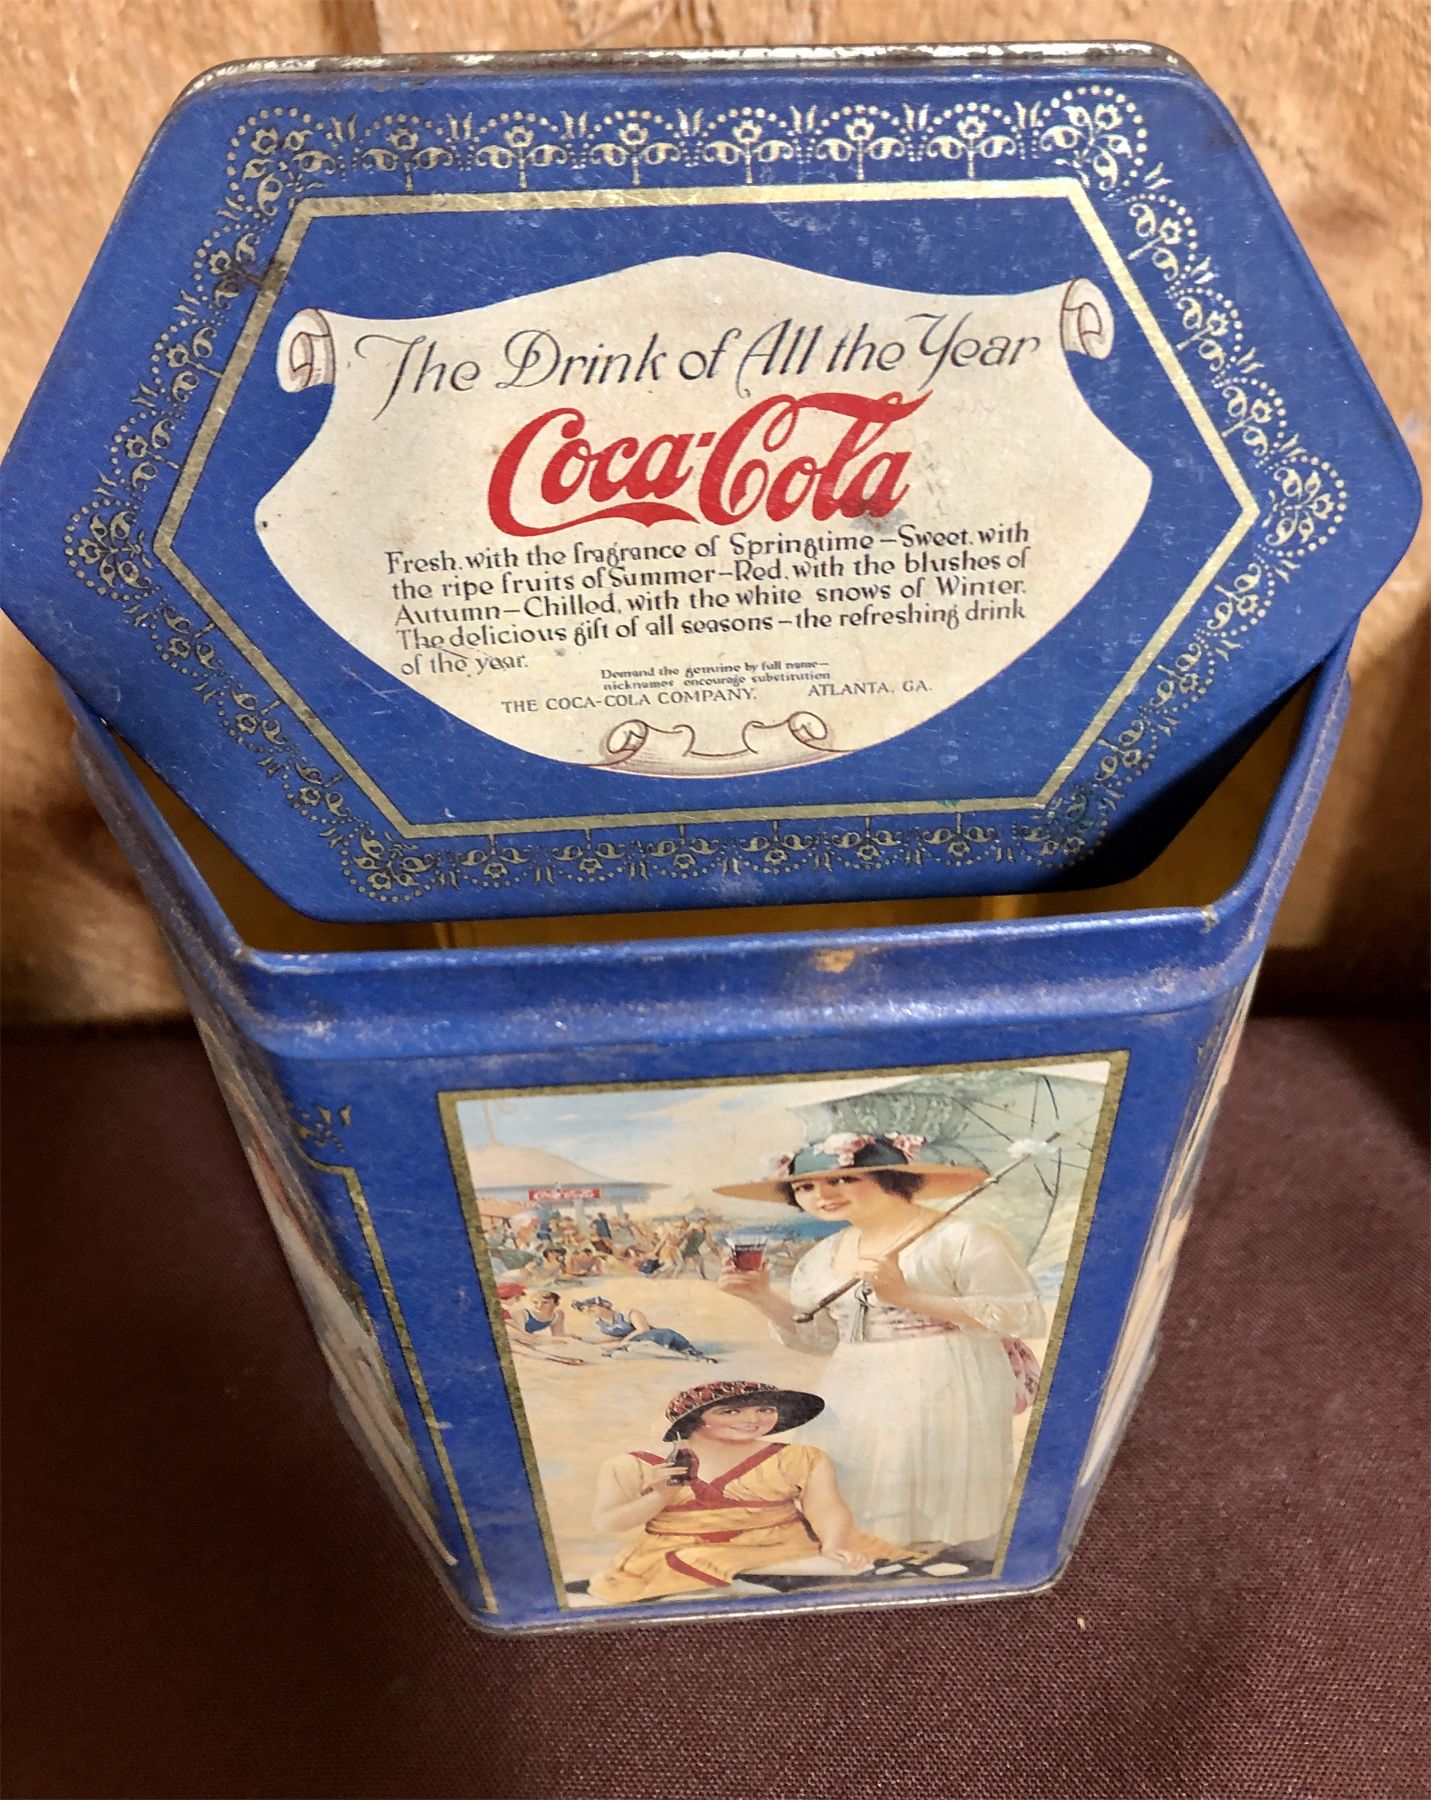 The Drink of All the Year
Coca-Cola
Fresh, with the fragrance of Springtime—Sweet, with
the ripe fruits of Summer—Red, with the blushes of
Autumn—Chilled, with the white snows of Winter.
The delicious gift of all seasons—the refreshing drink
of the year.
Demand the genuine by full name—
nicknames encourage substitution
THE COCA-COLA COMPANY, ATLANTA, GA.
Coca-Cola